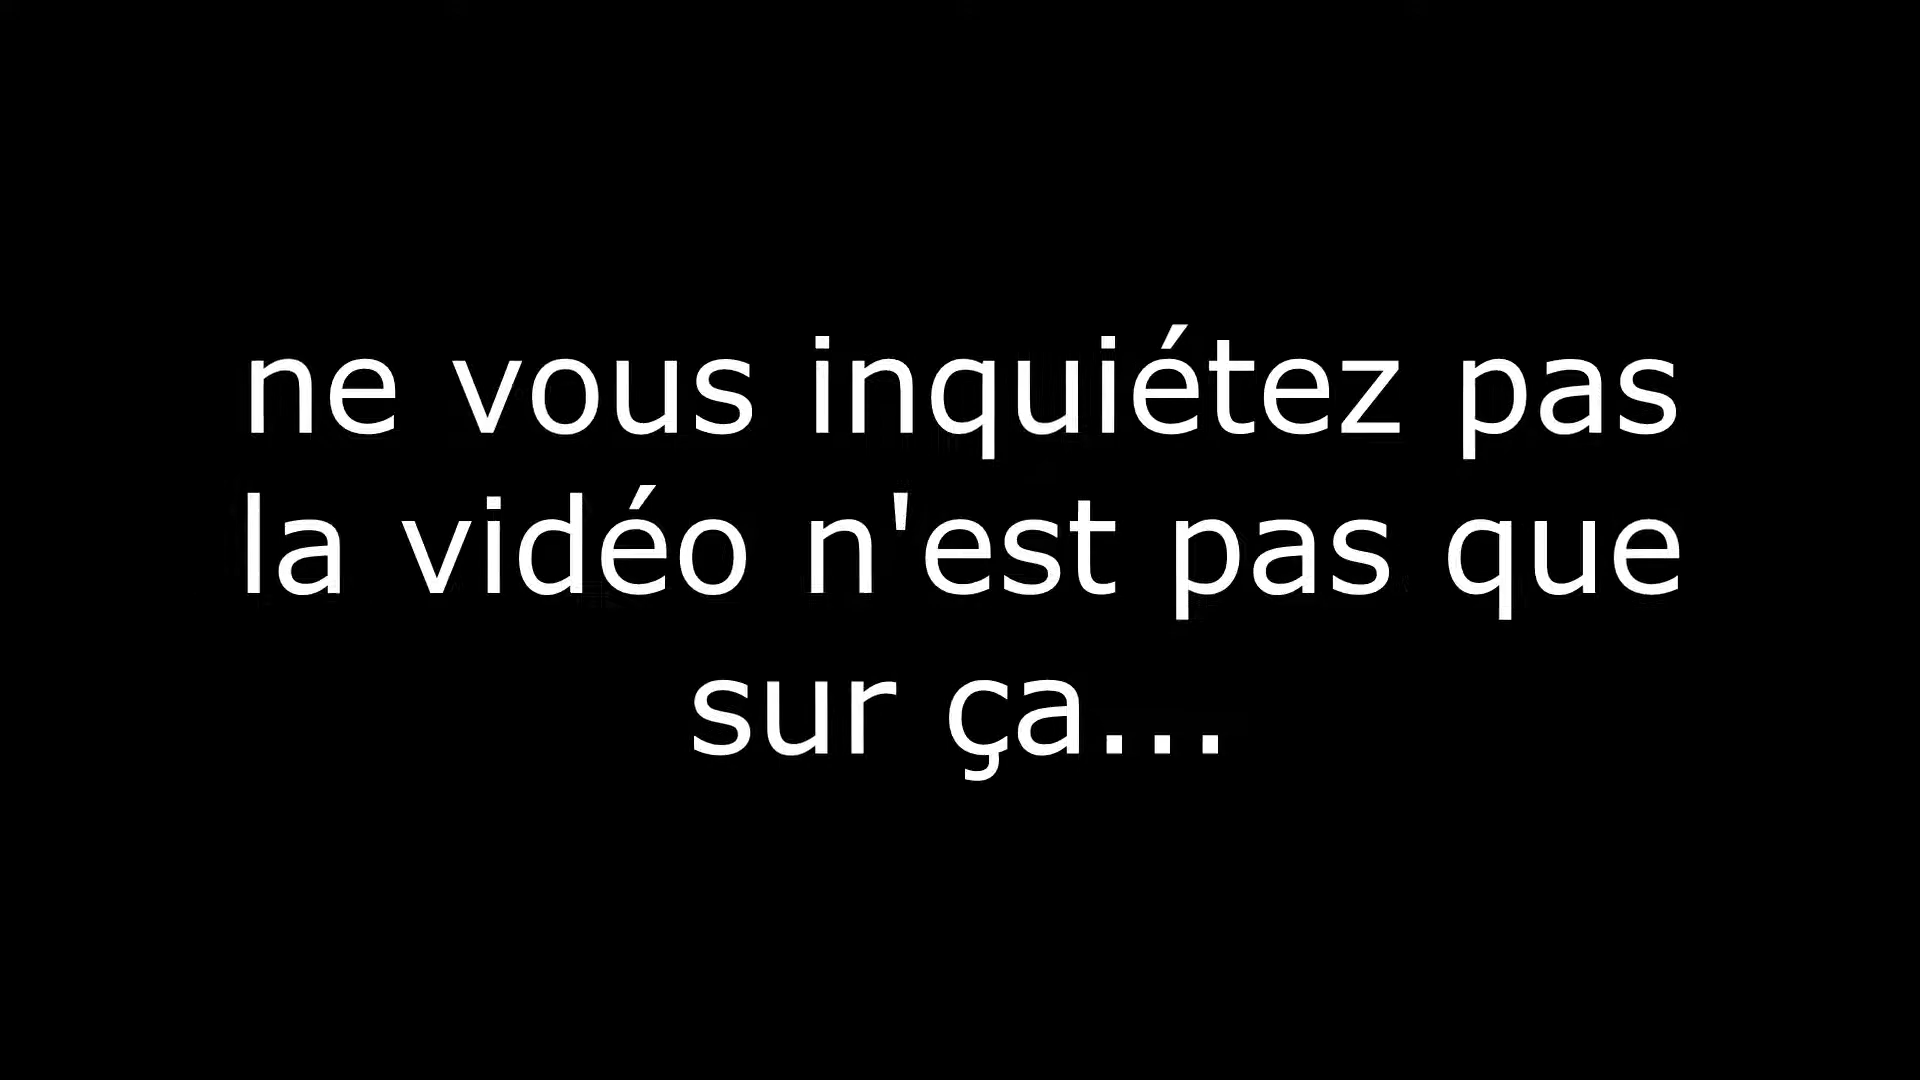 ne vous inquiétez pas
la vidéo n'est pas que
sur ça...